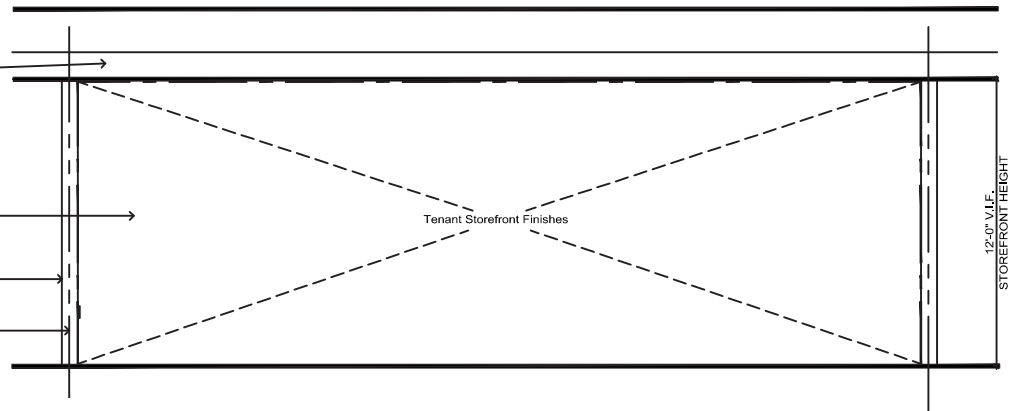 Tenant Storefront Finishes
12'-0" V.I.F.
STOREFRONT HEIGHT